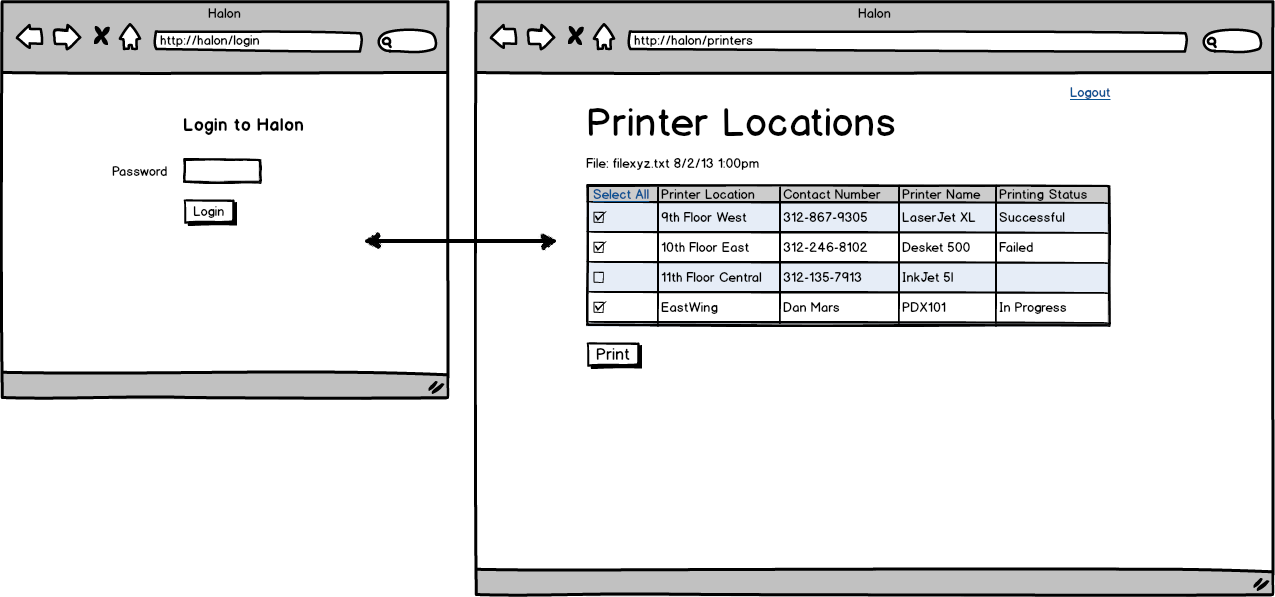 Halon
http://halon/login
Login to Halon
Password
Login
Halon
http://halon/printers
Logout
Printer Locations
File: filexyz.txt 8/2/13 1:00pm
Select All Printer Location Contact Number Printer Name Printing Status
9th Floor West 312-867-9305 LaserJet XL Successful
10th Floor East 312-246-8102 Desket 500 Failed
11th Floor Central 312-135-7913 InkJet 5l
EastWing Dan Mars PDX101 In Progress
Print